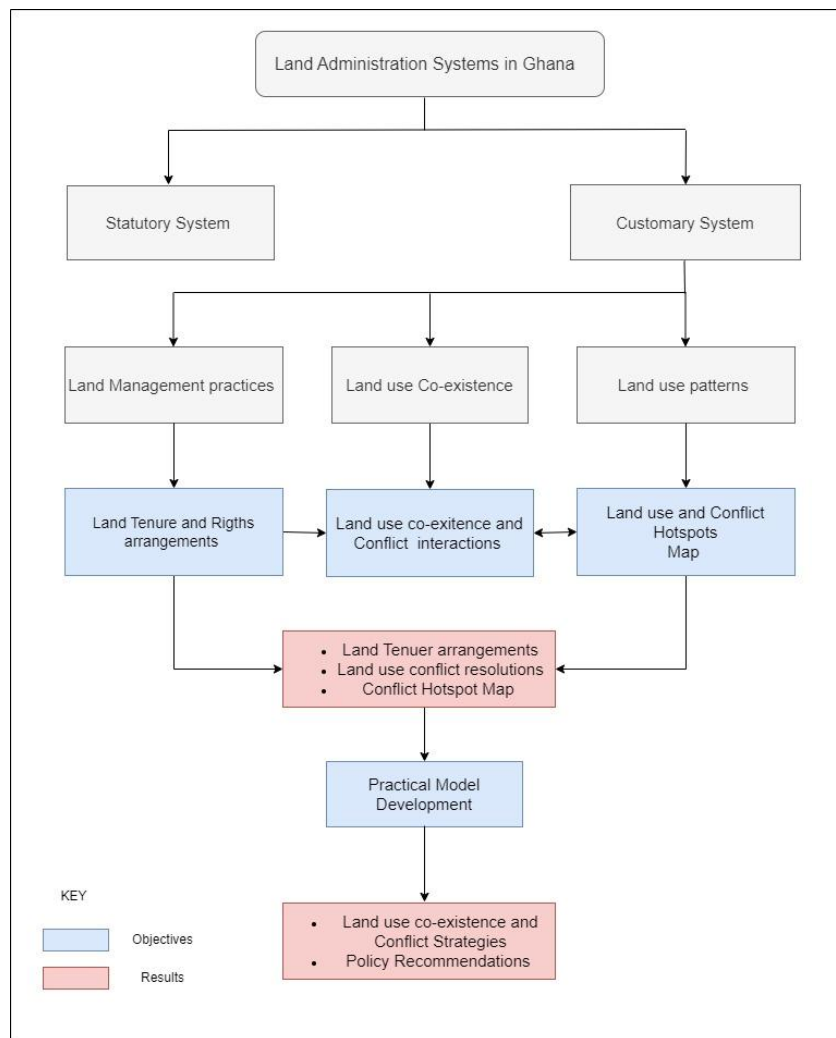 Land Administration Systems in Ghana
Statutory System
Customary System
Land Management practices
Land use Co-existence
Land use patterns
Land Tenure and Rigths
arrangements
Land use co-exitence and
Conflict interactions
Land use and Conflict
Hotspots
Map
• Land Tenuer arrangements
• Land use conflict resolutions
• Conflict Hotspot Map
Practical Model
Development
KEY
Objectives
Results
• Land use co-existence and
Conflict Strategies
• Policy Recommendations